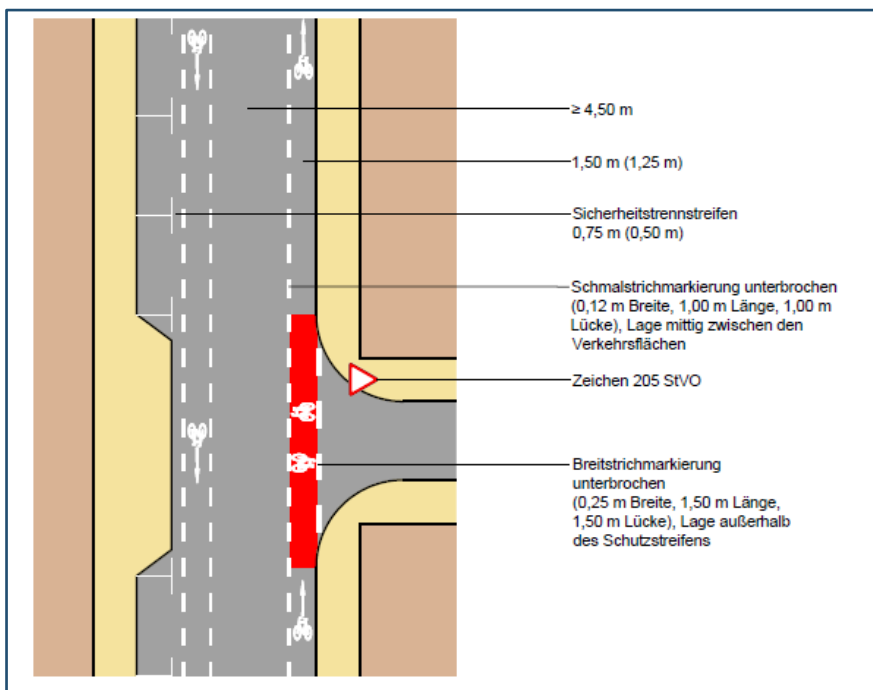 ≥ 4,50 m
1,50 m (1,25 m)
Sicherheitstrennstreifen
0,75 m (0,50 m)
Schmalstrichmarkierung unterbrochen
(0,12 m Breite, 1,00 m Länge, 1,00 m
Lücke), Lage mittig zwischen den
Verkehrsflächen
Zeichen 205 StVO
Breitstrichmarkierung
unterbrochen
(0,25 m Breite, 1,50 m Länge,
1,50 m Lücke), Lage außerhalb
des Schutzstreifens